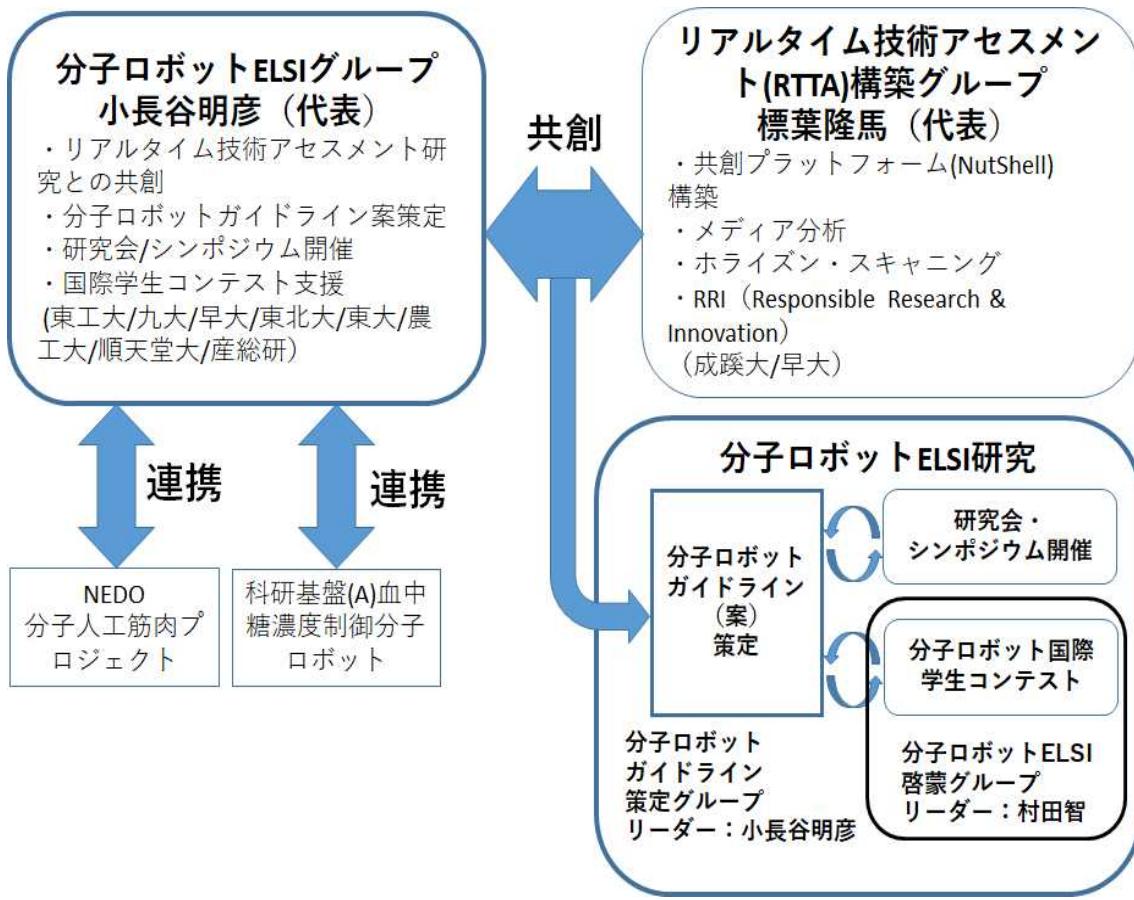 分子ロボットELSIグループ
小長谷明彦（代表）
・リアルタイム技術アセスメント研
究との共創
・分子ロボットガイドライン案策定
・研究会/シンポジウム開催
・国際学生コンテスト支援
(東工大/九大/早大/東北大/東大/農
工大/順天堂大/産総研）
共創
リアルタイム技術アセスメン
ト(RTTA)構築グループ
標葉隆馬（代表）
・共創プラットフォーム(NutShell)
構築
・メディア分析
・ホライズン・スキャニング
・RRI（Responsible Research &
Innovation）
（成蹊大/早大）
連携
連携
NEDO
分子人工筋肉プ
ロジェクト
科研基盤(A)血中
糖濃度制御分子
ロボット
分子ロボットELSI研究
分子ロボット
ガイドライン
（案）
策定
研究会・
シンポジウム開催
分子ロボット国際
学生コンテスト
分子ロボット
ガイドライン
策定グループ
リーダー：小長谷明彦
分子ロボットELSI
啓蒙グループ
リーダー：村田智